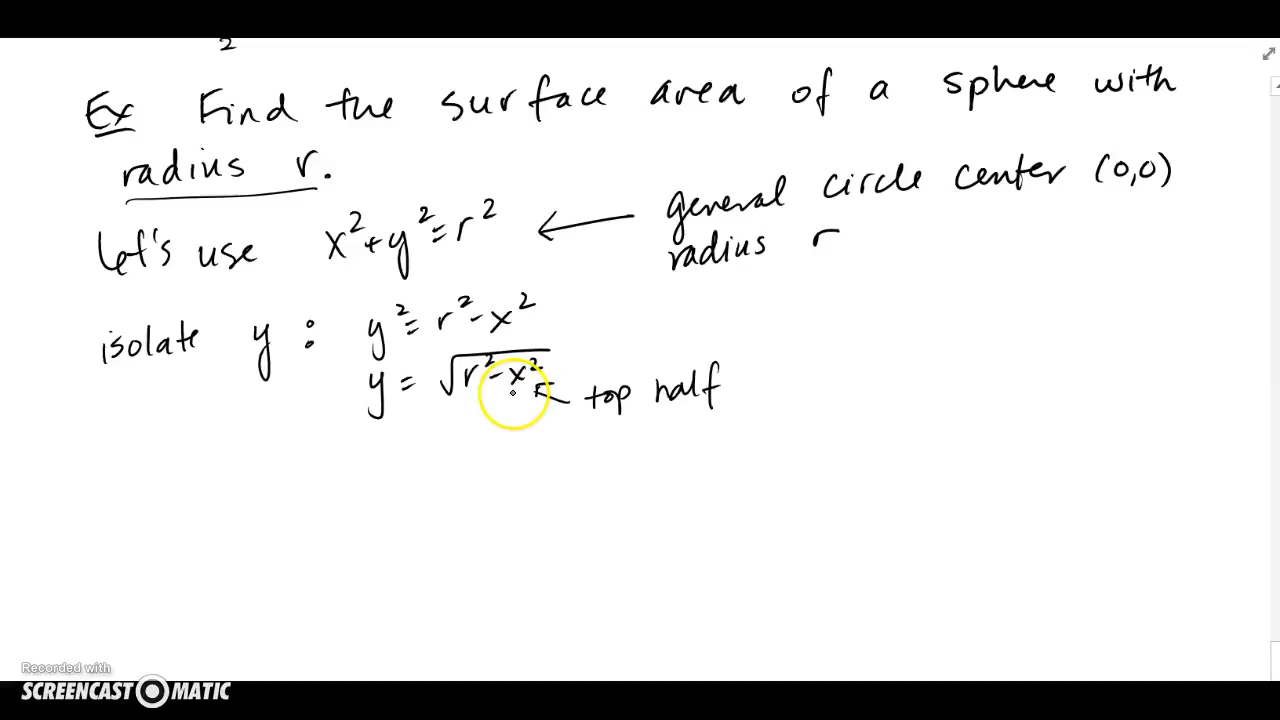 2
Ex Find the surface area of a sphere with
radius r.
Let's use x²+y²=r² ← general circle center (0,0)
radius r
isolate y : y²=r²-x²
y = √r²-x² ← top half
Recorded with
SCREENCAST O MATIC